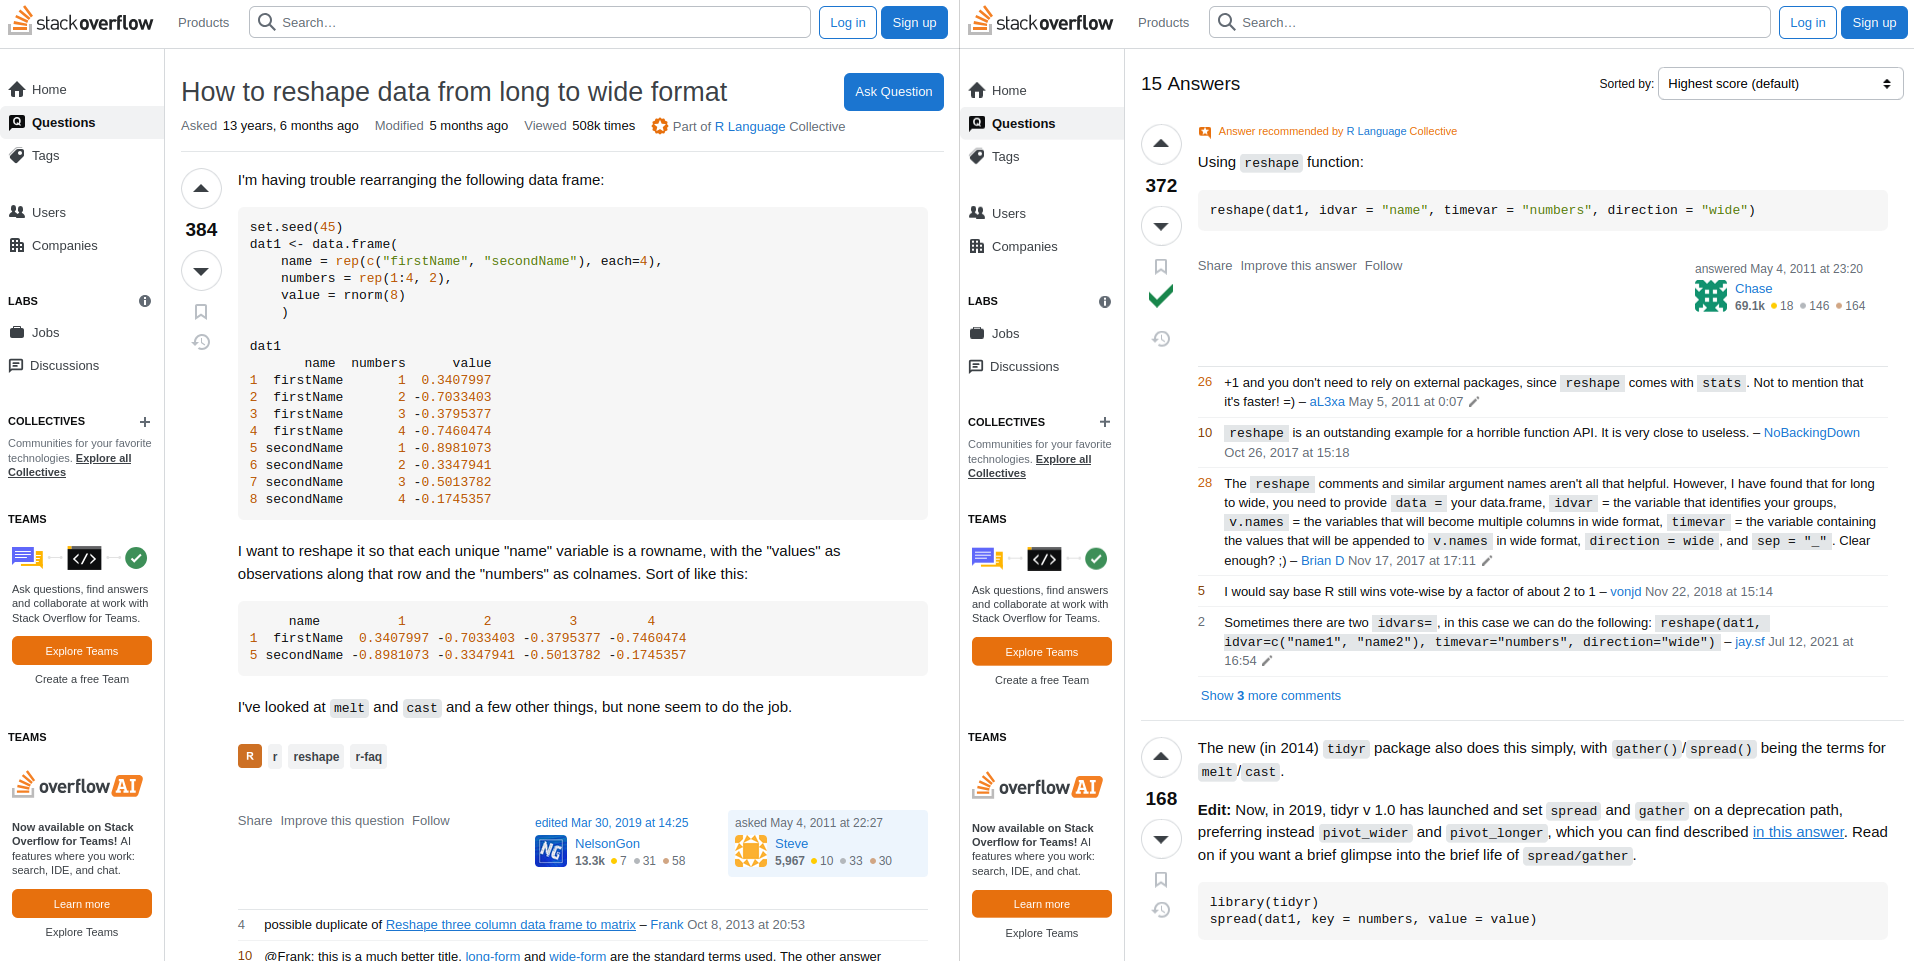 stackoverflow
Products
Search…
Log in
Sign up
Home
Questions
Tags
Users
Companies
LABS
Jobs
Discussions
COLLECTIVES
Communities for your favorite
technologies. Explore all
Collectives
TEAMS
</>
Ask questions, find answers
and collaborate at work with
Stack Overflow for Teams.
Explore Teams
Create a free Team
TEAMS
overflowAI
Now available on Stack
Overflow for Teams! AI
features where you work:
search, IDE, and chat.
Learn more
Explore Teams
How to reshape data from long to wide format
Ask Question
Asked 13 years, 6 months ago Modified 5 months ago Viewed 508k times Part of R Language Collective
384
I'm having trouble rearranging the following data frame:
set.seed(45)
dat1 <- data.frame(
    name = rep(c("firstName", "secondName"), each=4),
    numbers = rep(1:4, 2),
    value = rnorm(8)
    )
dat1
       name  numbers      value
1  firstName       1  0.3407997
2  firstName       2 -0.7033403
3  firstName       3 -0.3795377
4  firstName       4 -0.7460474
5 secondName       1 -0.8981073
6 secondName       2 -0.3347941
7 secondName       3 -0.5013782
8 secondName       4 -0.1745357
I want to reshape it so that each unique "name" variable is a rowname, with the "values" as
observations along that row and the "numbers" as colnames. Sort of like this:
     name          1          2          3         4
1  firstName  0.3407997 -0.7033403 -0.3795377 -0.7460474
5 secondName -0.8981073 -0.3347941 -0.5013782 -0.1745357
I've looked at melt and cast and a few other things, but none seem to do the job.
R r reshape r-faq
Share Improve this question Follow
edited Mar 30, 2019 at 14:25
NG
NelsonGon
13.3k 7 31 58
asked May 4, 2011 at 22:27
Steve
5,967 10 33 30
4 possible duplicate of Reshape three column data frame to matrix – Frank Oct 8, 2013 at 20:53
10 @Frank: this is a much better title. long-form and wide-form are the standard terms used. The other answer
stackoverflow
Products
Search…
Log in
Sign up
Home
Questions
Tags
Users
Companies
LABS
Jobs
Discussions
COLLECTIVES
Communities for your favorite
technologies. Explore all
Collectives
TEAMS
</>
Ask questions, find answers
and collaborate at work with
Stack Overflow for Teams.
Explore Teams
Create a free Team
TEAMS
overflowAI
Now available on Stack
Overflow for Teams! AI
features where you work:
search, IDE, and chat.
Learn more
Explore Teams
15 Answers
Sorted by: Highest score (default)
Answer recommended by R Language Collective
372
Using reshape function:
reshape(dat1, idvar = "name", timevar = "numbers", direction = "wide")
Share Improve this answer Follow
answered May 4, 2011 at 23:20
Chase
69.1k 18 146 164
26 +1 and you don't need to rely on external packages, since reshape comes with stats. Not to mention that
it's faster! =) – aL3xa May 5, 2011 at 0:07
10 reshape is an outstanding example for a horrible function API. It is very close to useless. – NoBackingDown
Oct 26, 2017 at 15:18
28 The reshape comments and similar argument names aren't all that helpful. However, I have found that for long
to wide, you need to provide data = your data.frame, idvar = the variable that identifies your groups,
v.names = the variables that will become multiple columns in wide format, timevar = the variable containing
the values that will be appended to v.names in wide format, direction = wide, and sep = "_". Clear
enough? ;) – Brian D Nov 17, 2017 at 17:11
5 I would say base R still wins vote-wise by a factor of about 2 to 1 – vonjd Nov 22, 2018 at 15:14
2 Sometimes there are two idvars=, in this case we can do the following: reshape(dat1,
idvar=c("name1", "name2"), timevar="numbers", direction="wide") – jay.sf Jul 12, 2021 at
16:54
Show 3 more comments
168
The new (in 2014) tidyr package also does this simply, with gather()/spread() being the terms for
melt/cast.
Edit: Now, in 2019, tidyr v 1.0 has launched and set spread and gather on a deprecation path,
preferring instead pivot_wider and pivot_longer, which you can find described in this answer. Read
on if you want a brief glimpse into the brief life of spread/gather.
library(tidyr)
spread(dat1, key = numbers, value = value)